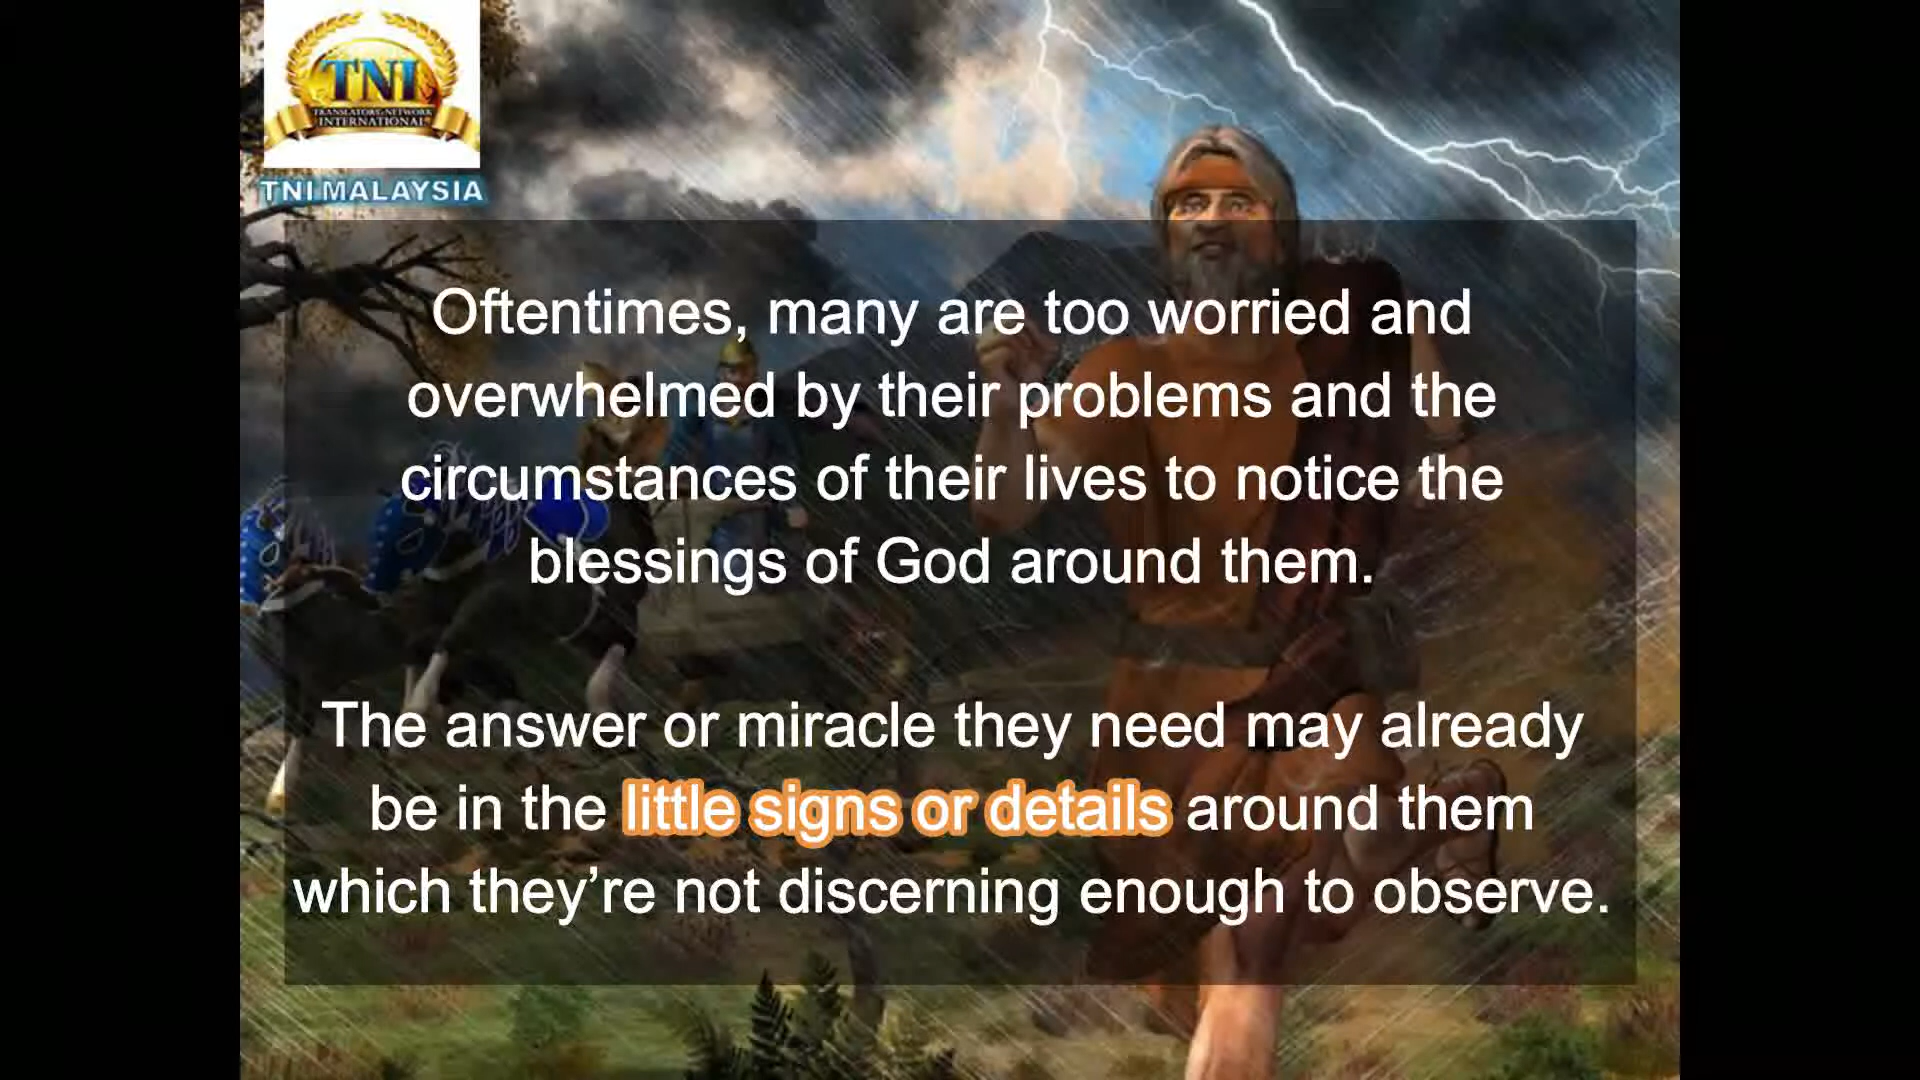 TNI
TRANSLATORS NETWORK
INTERNATIONAL
TNI MALAYSIA
Oftentimes, many are too worried and
overwhelmed by their problems and the
circumstances of their lives to notice the
blessings of God around them.
The answer or miracle they need may already
be in the little signs or details around them
which they’re not discerning enough to observe.